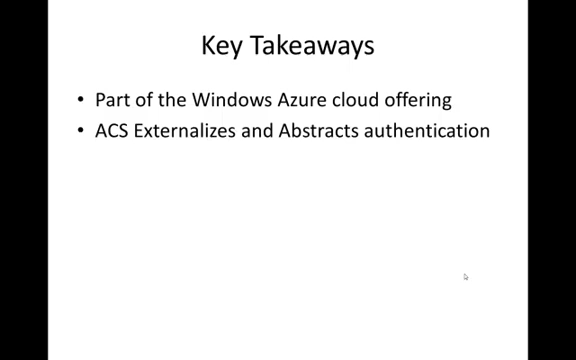 Key Takeaways
• Part of the Windows Azure cloud offering
• ACS Externalizes and Abstracts authentication